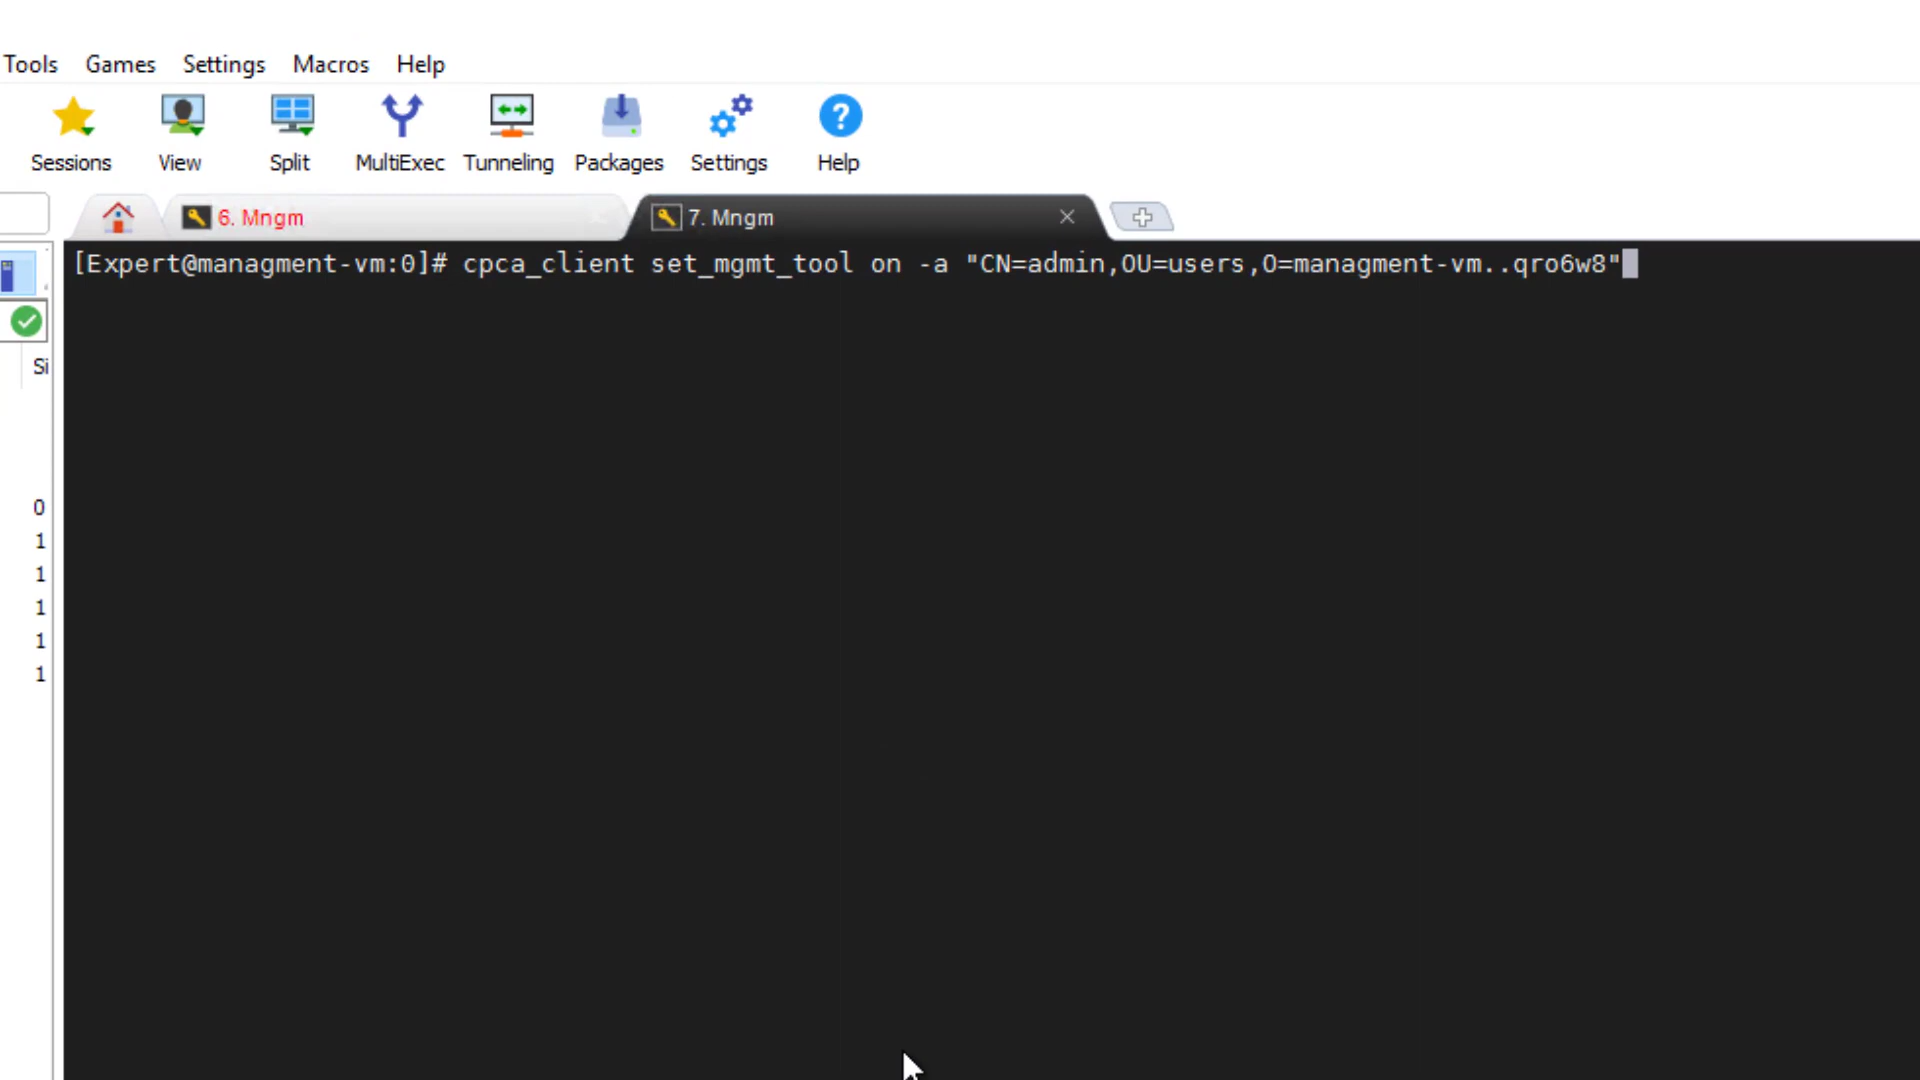 Tools Games Settings Macros Help
Sessions View Split MultiExec Tunneling Packages Settings Help
6. Mngm 7. Mngm
[Expert@managment-vm:0]# cpca_client set_mgmt_tool on -a "CN=admin,OU=users,O=managment-vm..qro6w8"
Si
0
1
1
1
1
1